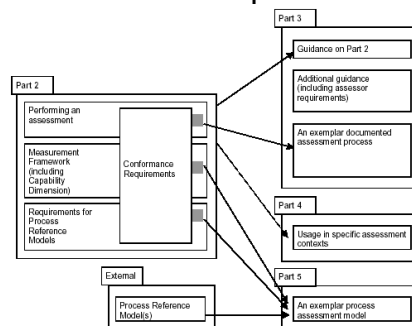 Part 3
Guidance on Part 2
Additional guidance
(including assessor
requirements)
An exemplar documented
assessment process
Part 2
Performing an
assessment
Measurement
Framework
(including
Capability
Dimension)
Requirements for
Process
Reference
Models
Conformance
Requirements
Part 4
Usage in specific assessment
contexts
External
Process Reference
Model(s)
Part 5
An exemplar process
assessment model